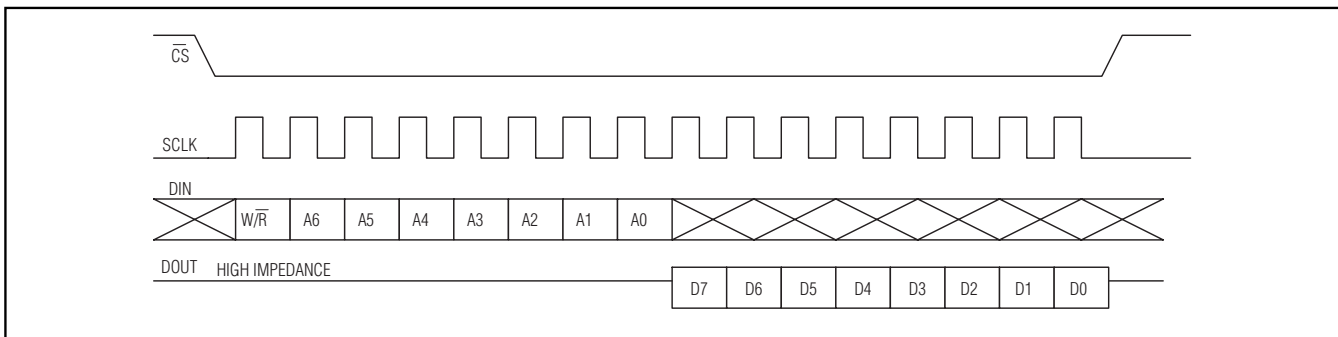 C̅S̅
SCLK
DIN
W/R̅ A6 A5 A4 A3 A2 A1 A0
DOUT HIGH IMPEDANCE
D7 D6 D5 D4 D3 D2 D1 D0